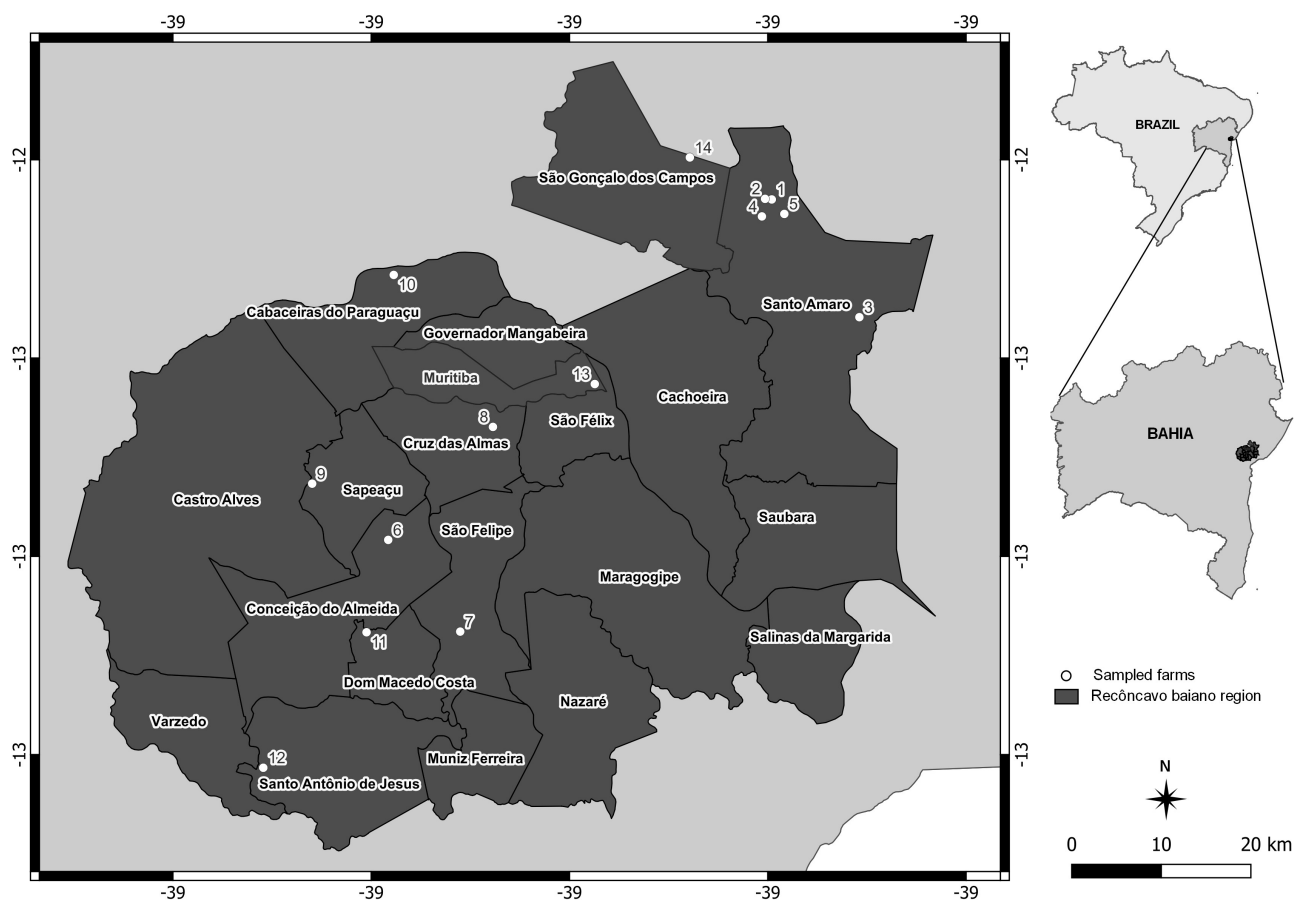 -39 -39 -39 -39 -39
-12
-13
-13
-13
14
São Gonçalo dos Campos
2 1
4 5
10
Cabaceiras do Paraguaçu
Santo Amaro 3
Governador Mangabeira
Muritiba
13
Cachoeira
8
São Félix
Cruz das Almas
9
Sapeaçu
Castro Alves
Saubara
6
São Felipe
Maragogipe
Conceição do Almeida
7
11
Salinas da Margarida
Dom Macedo Costa
Nazaré
Varzedo
12
Muniz Ferreira
Santo Antônio de Jesus
-12
-13
-13
-13
-39 -39 -39 -39 -39
BRAZIL
BAHIA
Sampled farms
Recôncavo baiano region
N
0 10 20 km